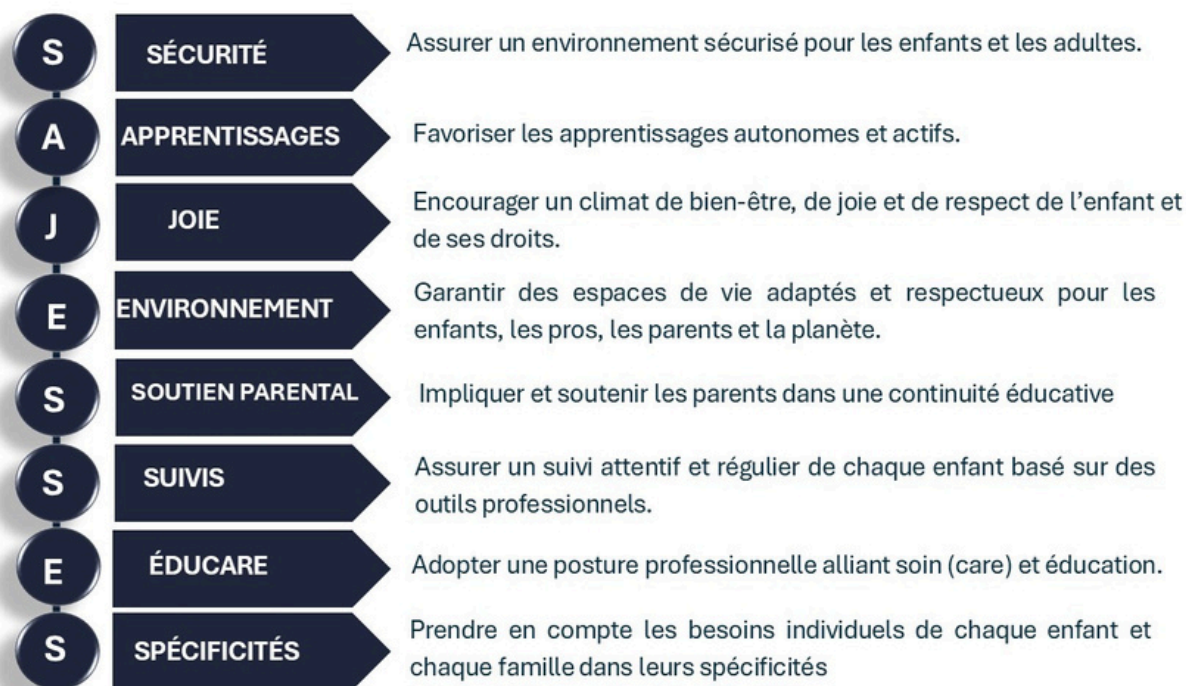 S
SÉCURITÉ
Assurer un environnement sécurisé pour les enfants et les adultes.
A
APPRENTISSAGES
Favoriser les apprentissages autonomes et actifs.
J
JOIE
Encourager un climat de bien-être, de joie et de respect de l’enfant et
de ses droits.
E
ENVIRONNEMENT
Garantir des espaces de vie adaptés et respectueux pour les
enfants, les pros, les parents et la planète.
S
SOUTIEN PARENTAL
Impliquer et soutenir les parents dans une continuité éducative
S
SUIVIS
Assurer un suivi attentif et régulier de chaque enfant basé sur des
outils professionnels.
E
ÉDUCARE
Adopter une posture professionnelle alliant soin (care) et éducation.
S
SPÉCIFICITÉS
Prendre en compte les besoins individuels de chaque enfant et
chaque famille dans leurs spécificités